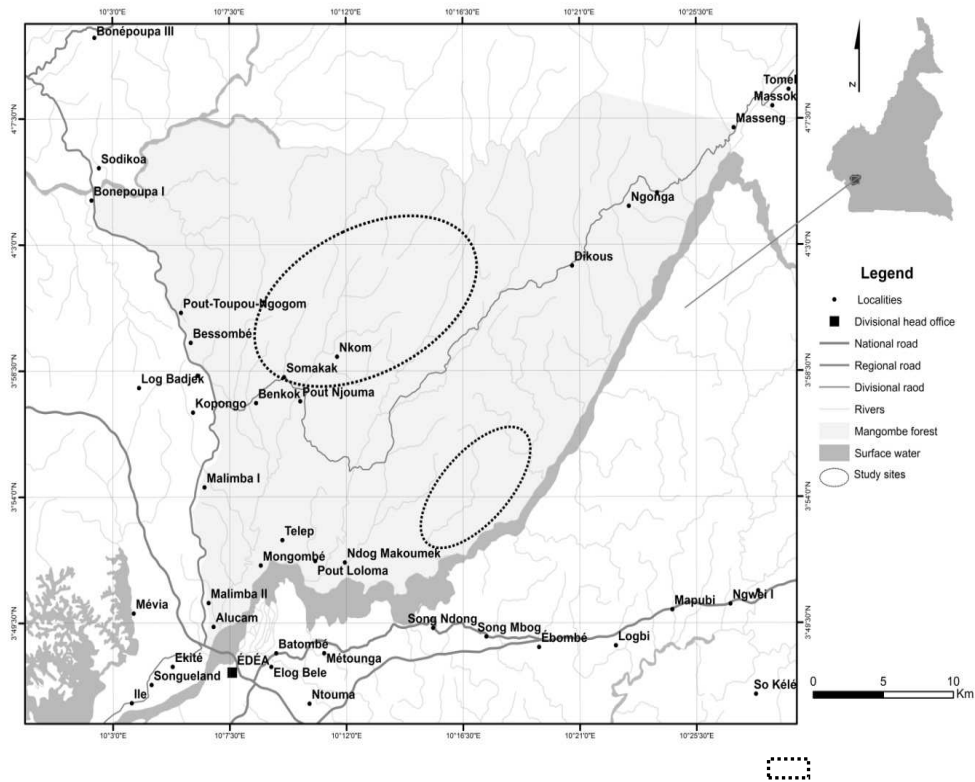 10°3'0"E 10°7'30"E 10°12'0"E 10°16'30"E 10°21'0"E 10°25'30"E
Bonépoupa III
Tomel
Massok
4°7'30"N 4°7'30"N
Masseng
Sodikoa
Bonepoupa I
Ngonga
4°3'0"N 4°3'0"N
Dikous
Pout-Toupou-Ngogom
Bessombé
Nkom
3°58'30"N 3°58'30"N
Somakak
Log Badjek
Benkok
Pout Njouma
Kopongo
Malimba I
3°54'0"N 3°54'0"N
Telep
Mongombé
Ndog Makoumek
Pout Loloma
Malimba II
Mévia
Alucam
3°49'30"N 3°49'30"N
Mapubi
Ngwei I
Song Ndong
Song Mbog
Ébombé
Logbi
Batombé
Métounga
Ekité
ÉDÉA
Elog Bele
Songueland
Ile
Ntouma
So Kélé
10°3'0"E 10°7'30"E 10°12'0"E 10°16'30"E 10°21'0"E 10°25'30"E
N
Legend
Localities
Divisional head office
National road
Regional road
Divisional raod
Rivers
Mangombe forest
Surface water
Study sites
0 5 10
Km